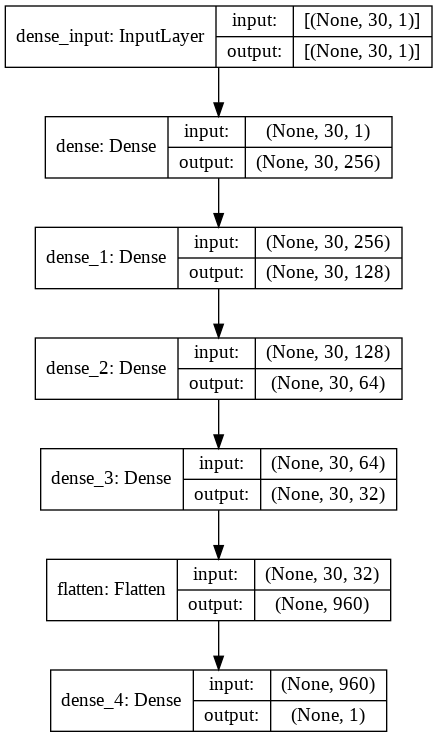 dense_input: InputLayer
input: [(None, 30, 1)]
output: [(None, 30, 1)]
dense: Dense
input: (None, 30, 1)
output: (None, 30, 256)
dense_1: Dense
input: (None, 30, 256)
output: (None, 30, 128)
dense_2: Dense
input: (None, 30, 128)
output: (None, 30, 64)
dense_3: Dense
input: (None, 30, 64)
output: (None, 30, 32)
flatten: Flatten
input: (None, 30, 32)
output: (None, 960)
dense_4: Dense
input: (None, 960)
output: (None, 1)